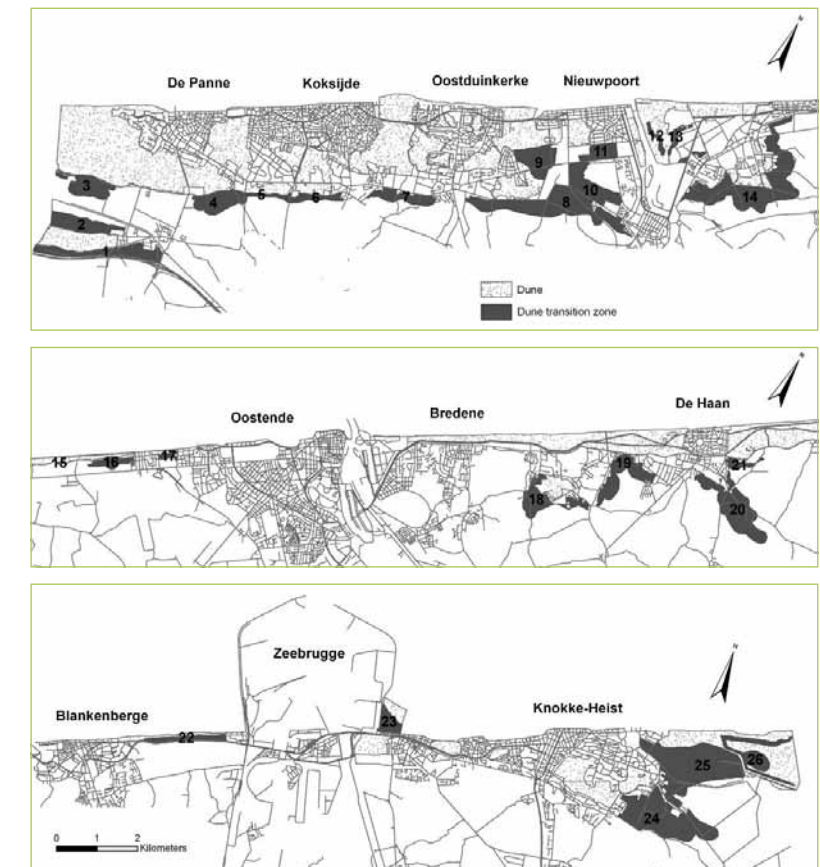 N
De Panne Koksijde Oostduinkerke Nieuwpoort
12 13
11
9
3
10
4 5 6 7
8 14
2
1
Dune
Dune transition zone
N
De Haan
Oostende Bredene
15 16 17 19 21
18
20
N
Zeebrugge
Blankenberge 23 Knokke-Heist
22
25 26
24
0 1 2
Kilometers